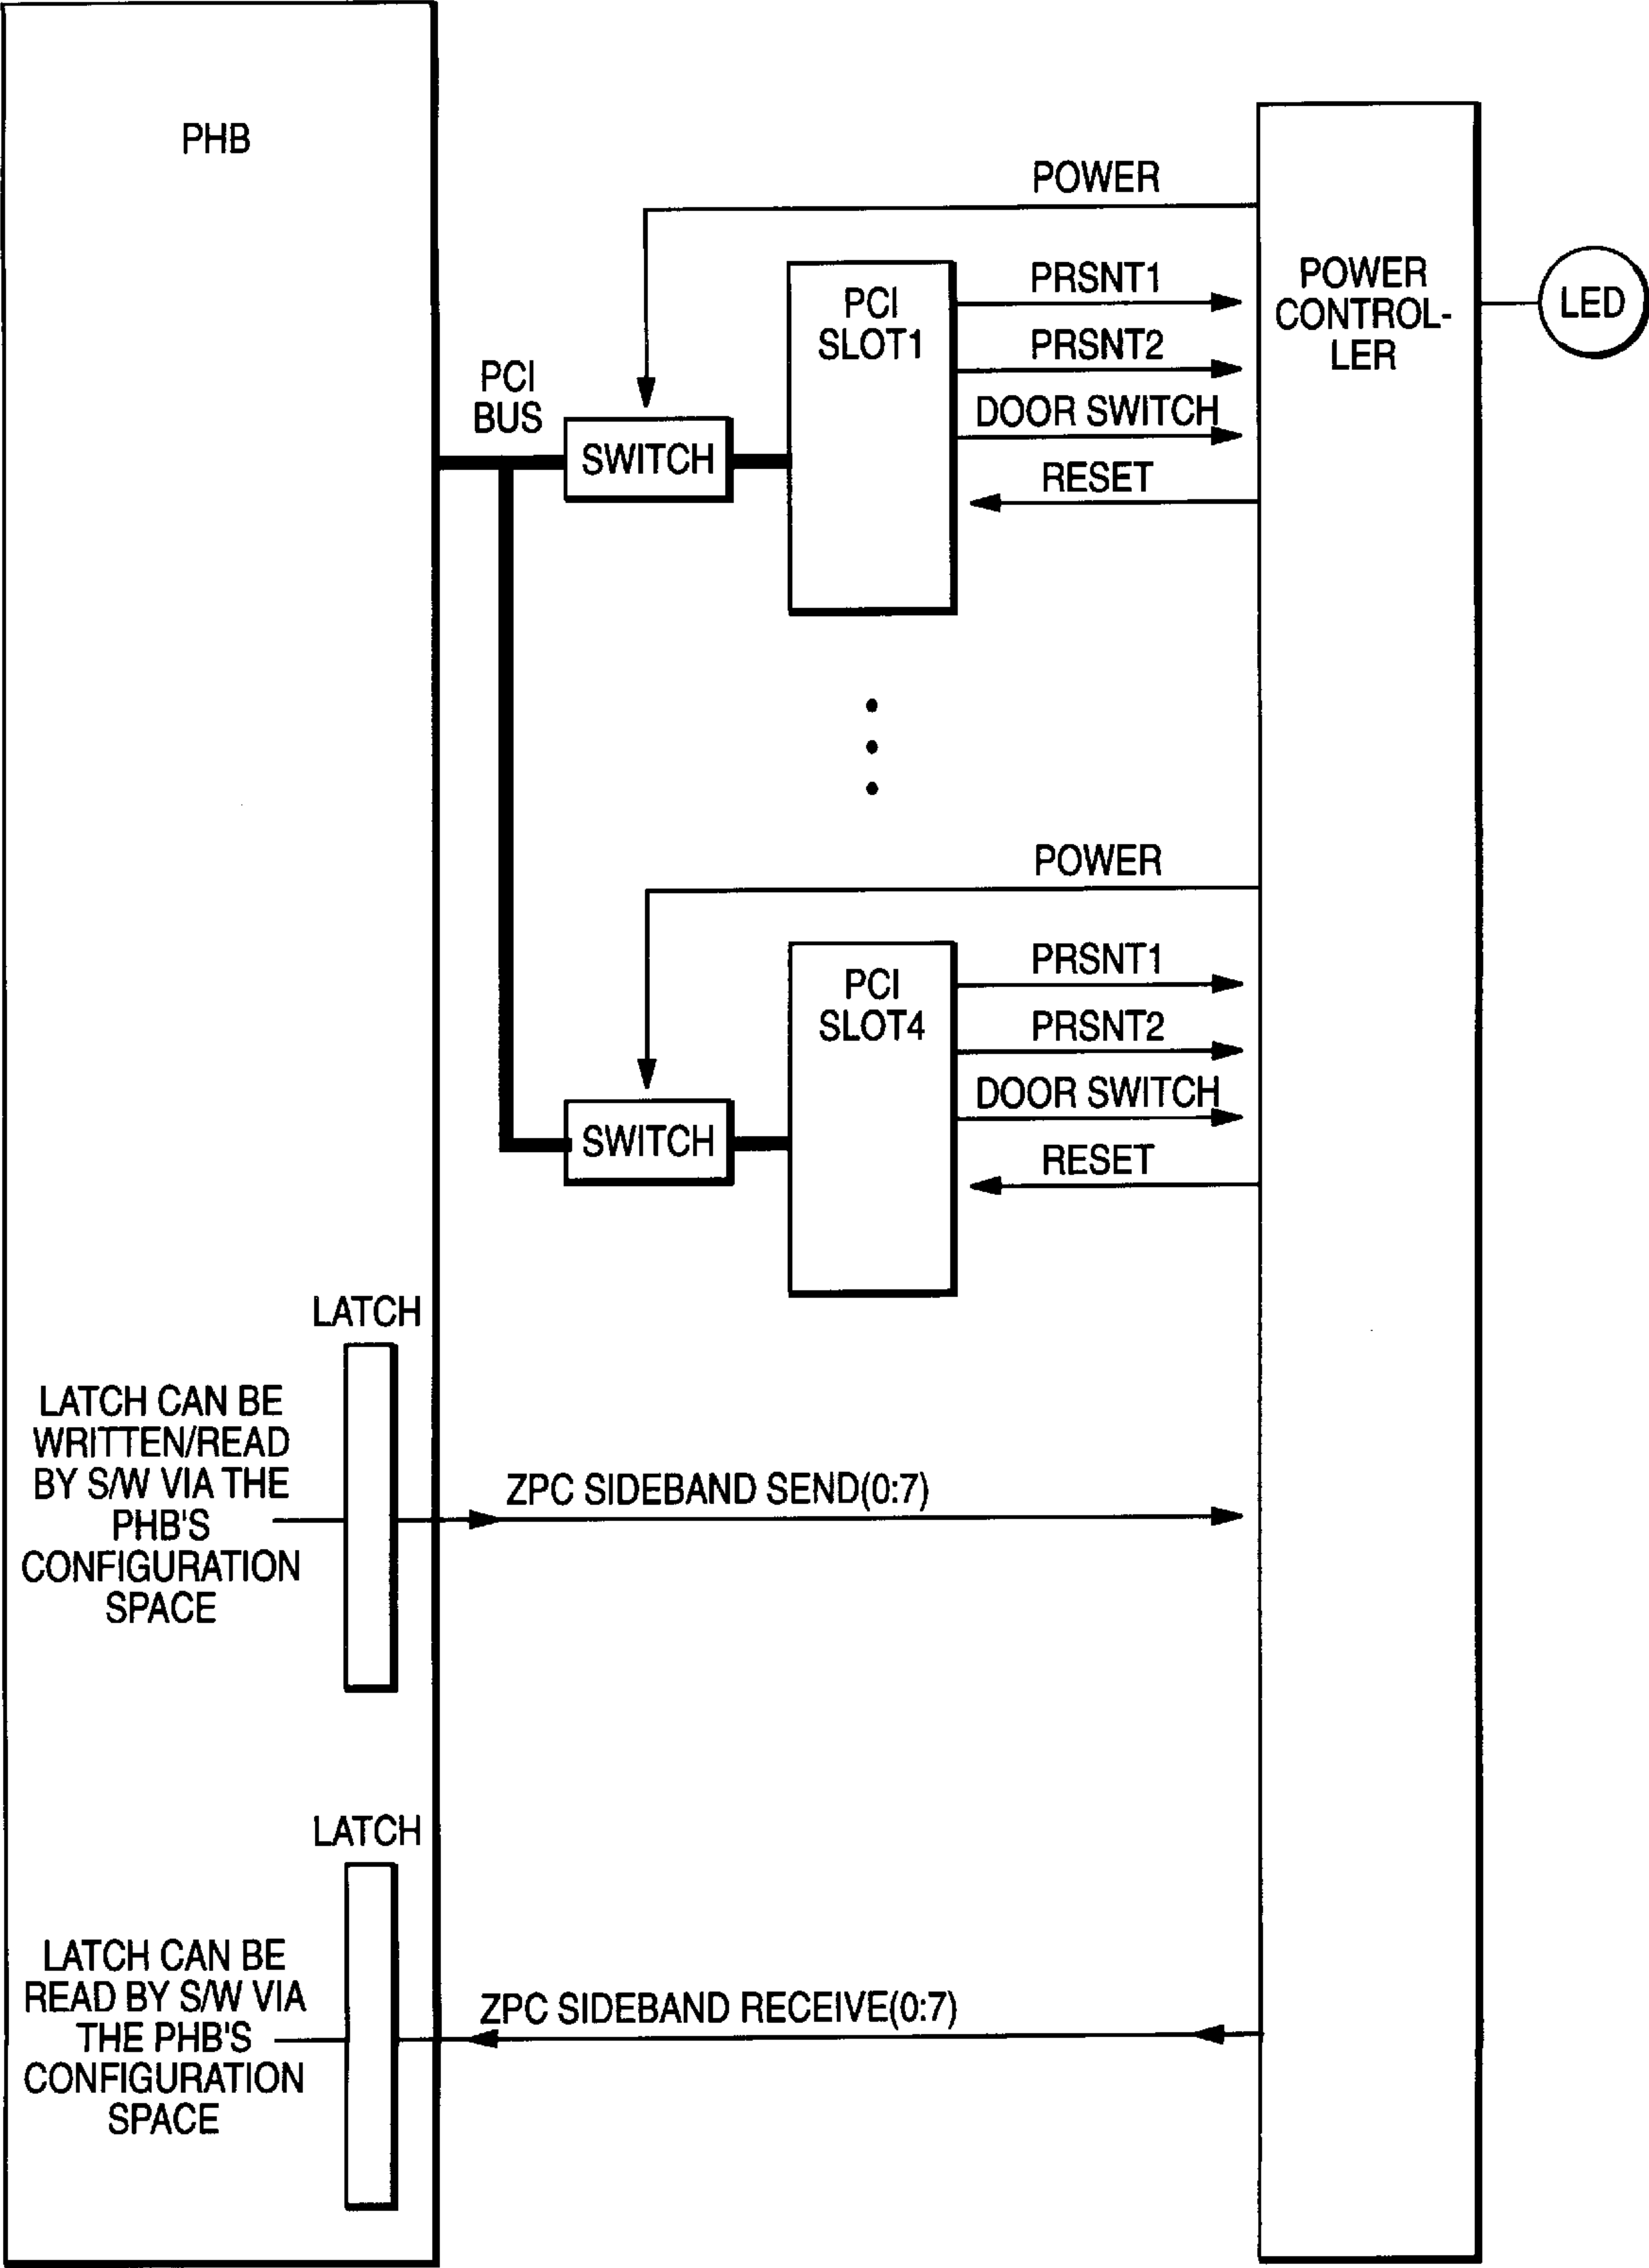 PHB
POWER
PCI
SLOT1
PRSNT1
PRSNT2
DOOR SWITCH
RESET
POWER
CONTROL-
LER
LED
PCI
BUS
SWITCH
POWER
PCI
SLOT4
PRSNT1
PRSNT2
DOOR SWITCH
RESET
SWITCH
LATCH
LATCH CAN BE
WRITTEN/READ
BY S/W VIA THE
PHB'S
CONFIGURATION
SPACE
ZPC SIDEBAND SEND(0:7)
LATCH
LATCH CAN BE
READ BY S/W VIA
THE PHB'S
CONFIGURATION
SPACE
ZPC SIDEBAND RECEIVE(0:7)